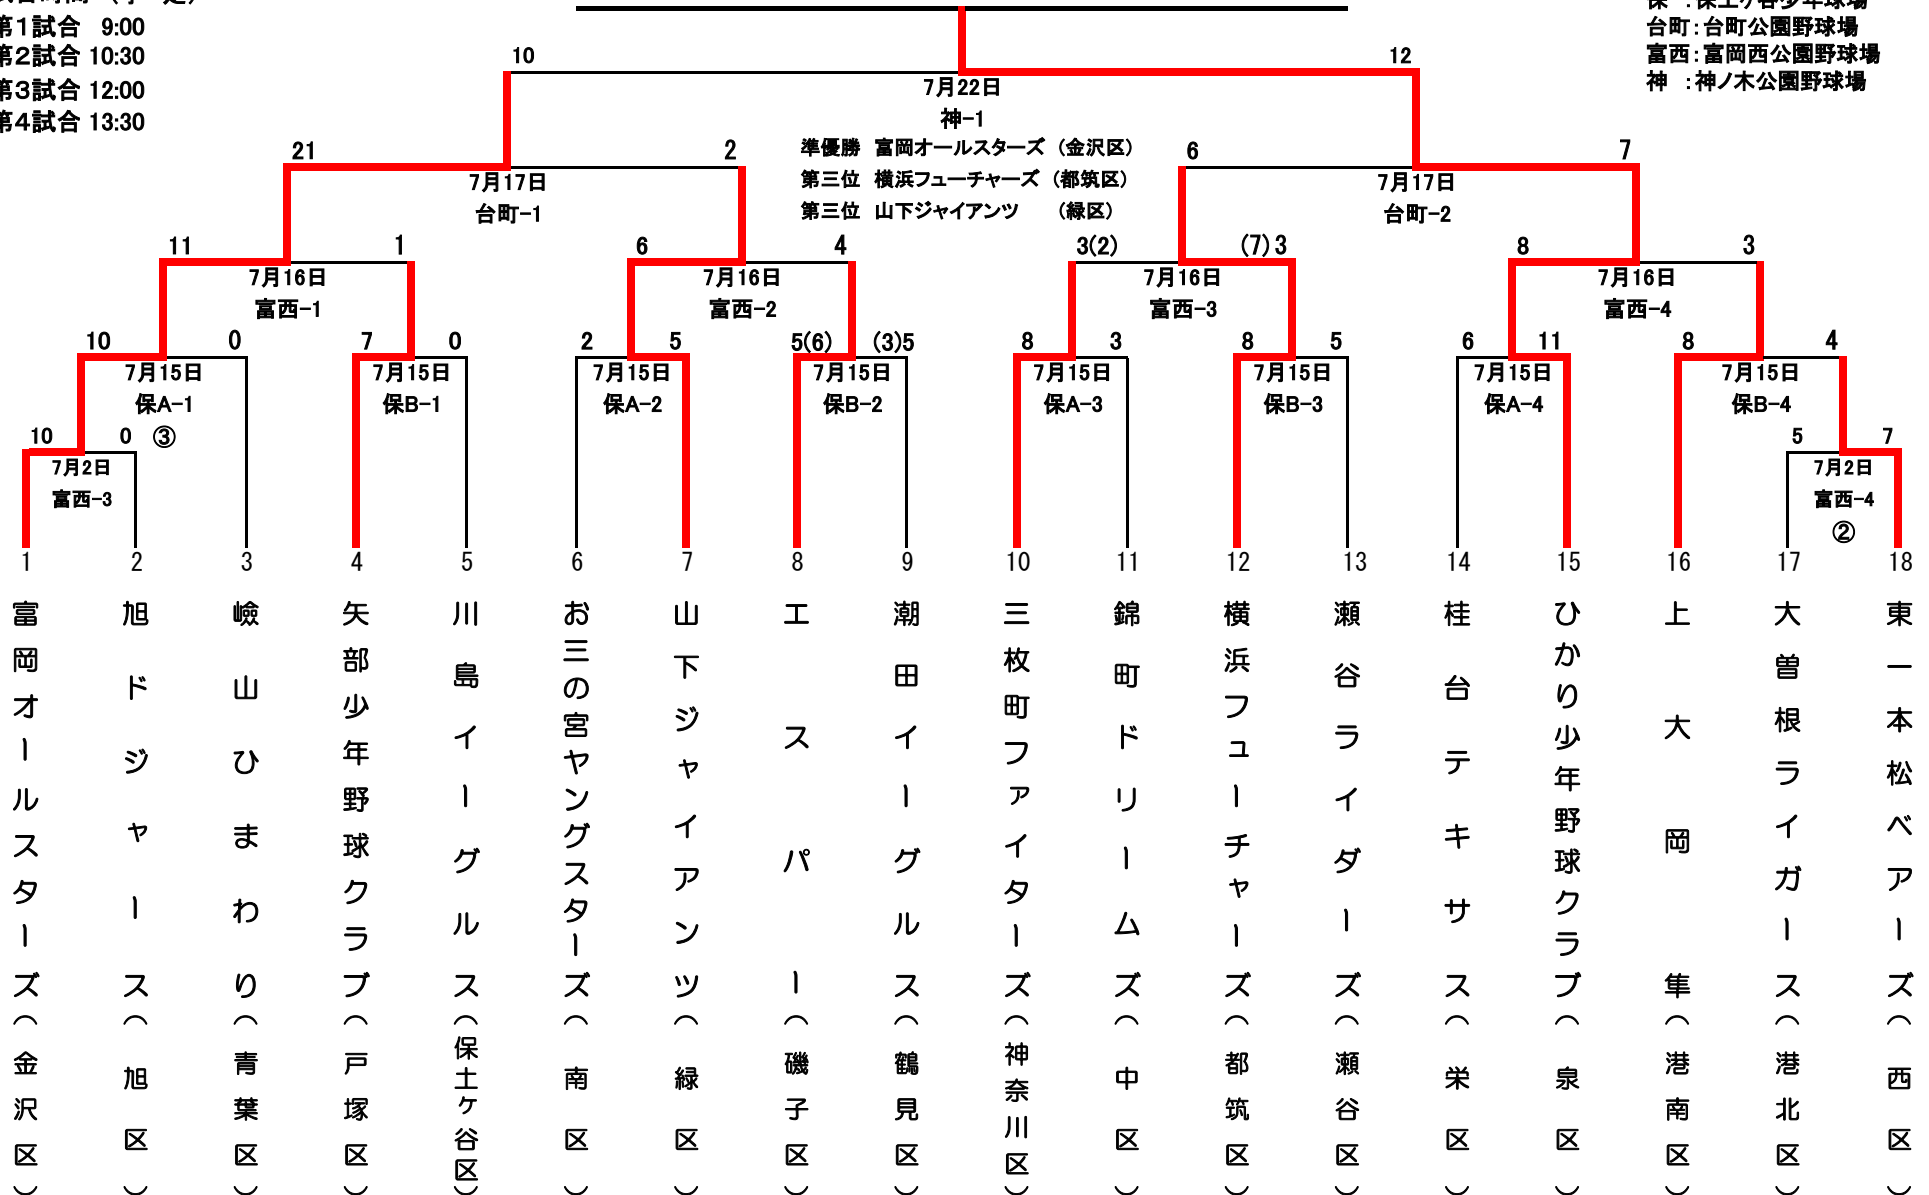 第1試合 9:00
第2試合 10:30
第3試合 12:00
第4試合 13:30
保 :保土ヶ谷少年球場
台町:台町公園野球場
富西:富岡西公園野球場
神 :神ノ木公園野球場
10 12
7月22日
神-1
準優勝 富岡オールスターズ (金沢区)
第三位 横浜フューチャーズ (都筑区)
第三位 山下ジャイアンツ (緑区)
21 2 6 7
7月17日 7月17日
台町-1 台町-2
11 1 6 4 3(2) (7)3 8 3
7月16日 7月16日 7月16日 7月16日
富西-1 富西-2 富西-3 富西-4
10 0 7 0 2 5 5(6) (3)5 8 3 8 5 6 11 8 4
7月15日 7月15日 7月15日 7月15日 7月15日 7月15日 7月15日 7月15日
保A-1 保B-1 保A-2 保B-2 保A-3 保B-3 保A-4 保B-4
10 0 ③ 5 7
7月2日 7月2日
富西-3 富西-4
②
1 2 3 4 5 6 7 8 9 10 11 12 13 14 15 16 17 18
富岡オールスターズ(金沢区)
旭ドジャース(旭区)
嶮山ひまわり(青葉区)
矢部少年野球クラブ(戸塚区)
川島イーグルス(保土ヶ谷区)
お三の宮ヤングスターズ(南区)
山下ジャイアンツ(緑区)
エスパー(磯子区)
潮田イーグルス(鶴見区)
三枚町ファイターズ(神奈川区)
錦町ドリームズ(中区)
横浜フューチャーズ(都筑区)
瀬谷ライダーズ(瀬谷区)
桂台テキサス(栄区)
ひかり少年野球クラブ(泉区)
上大岡隼(港南区)
大曽根ライガース(港北区)
東一本松ベアーズ(西区)